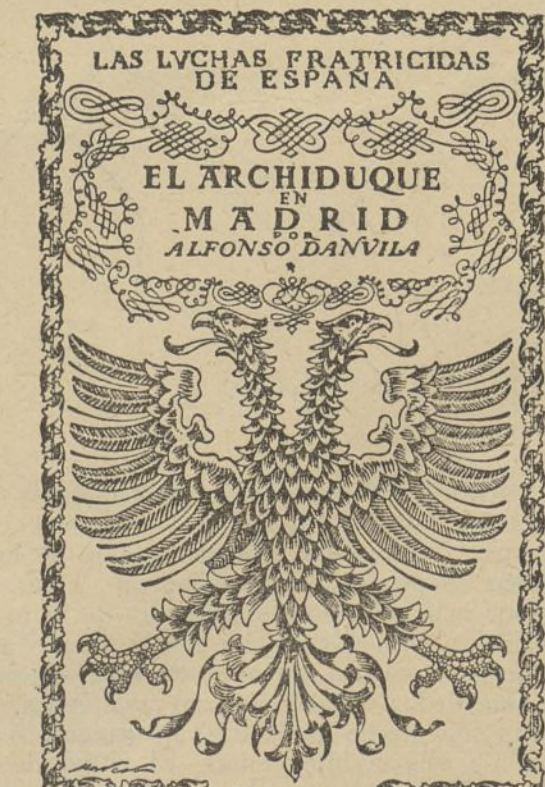 LAS LVCHAS FRATRICIDAS
DE ESPAÑA
EL ARCHIDUQUE
EN
MADRID
POR
ALFONSO DANVILA